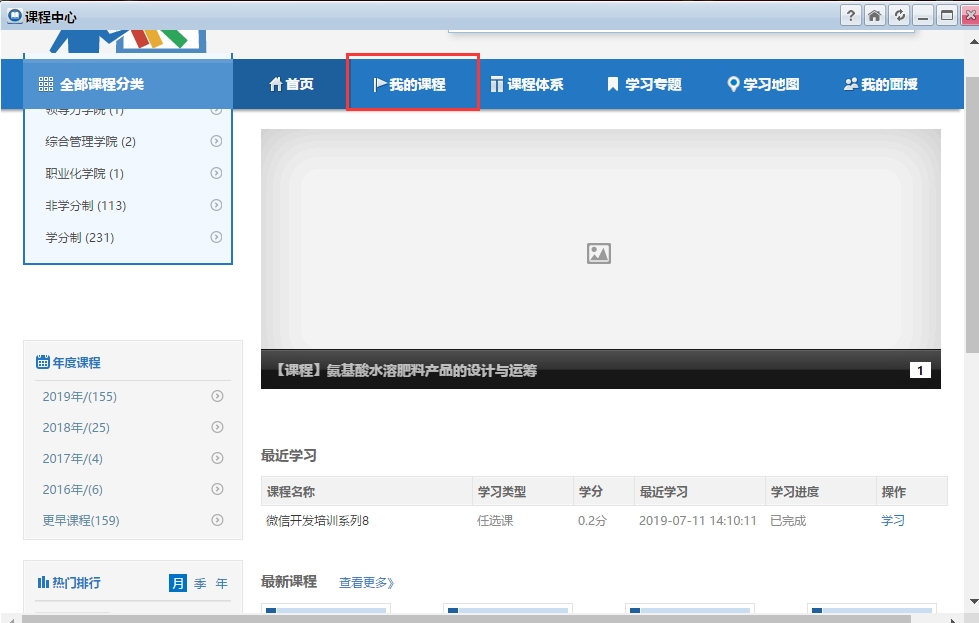 课程中心
?
全部课程分类 首页 我的课程 课程体系 学习专题 学习地图 我的面授
领导力学院 (1)
综合管理学院 (2)
职业化学院 (1)
非学分制 (113)
学分制 (231)
【课程】氨基酸水溶肥料产品的设计与运筹 1
年度课程
2019年/(155)
2018年/(25)
2017年/(4)
2016年/(6)
更早课程(159)
最近学习
课程名称 学习类型 学分 最近学习 学习进度 操作
微信开发培训系列8 任选课 0.2分 2019-07-11 14:10:11 已完成 学习
热门排行 月 季 年
最新课程 查看更多》